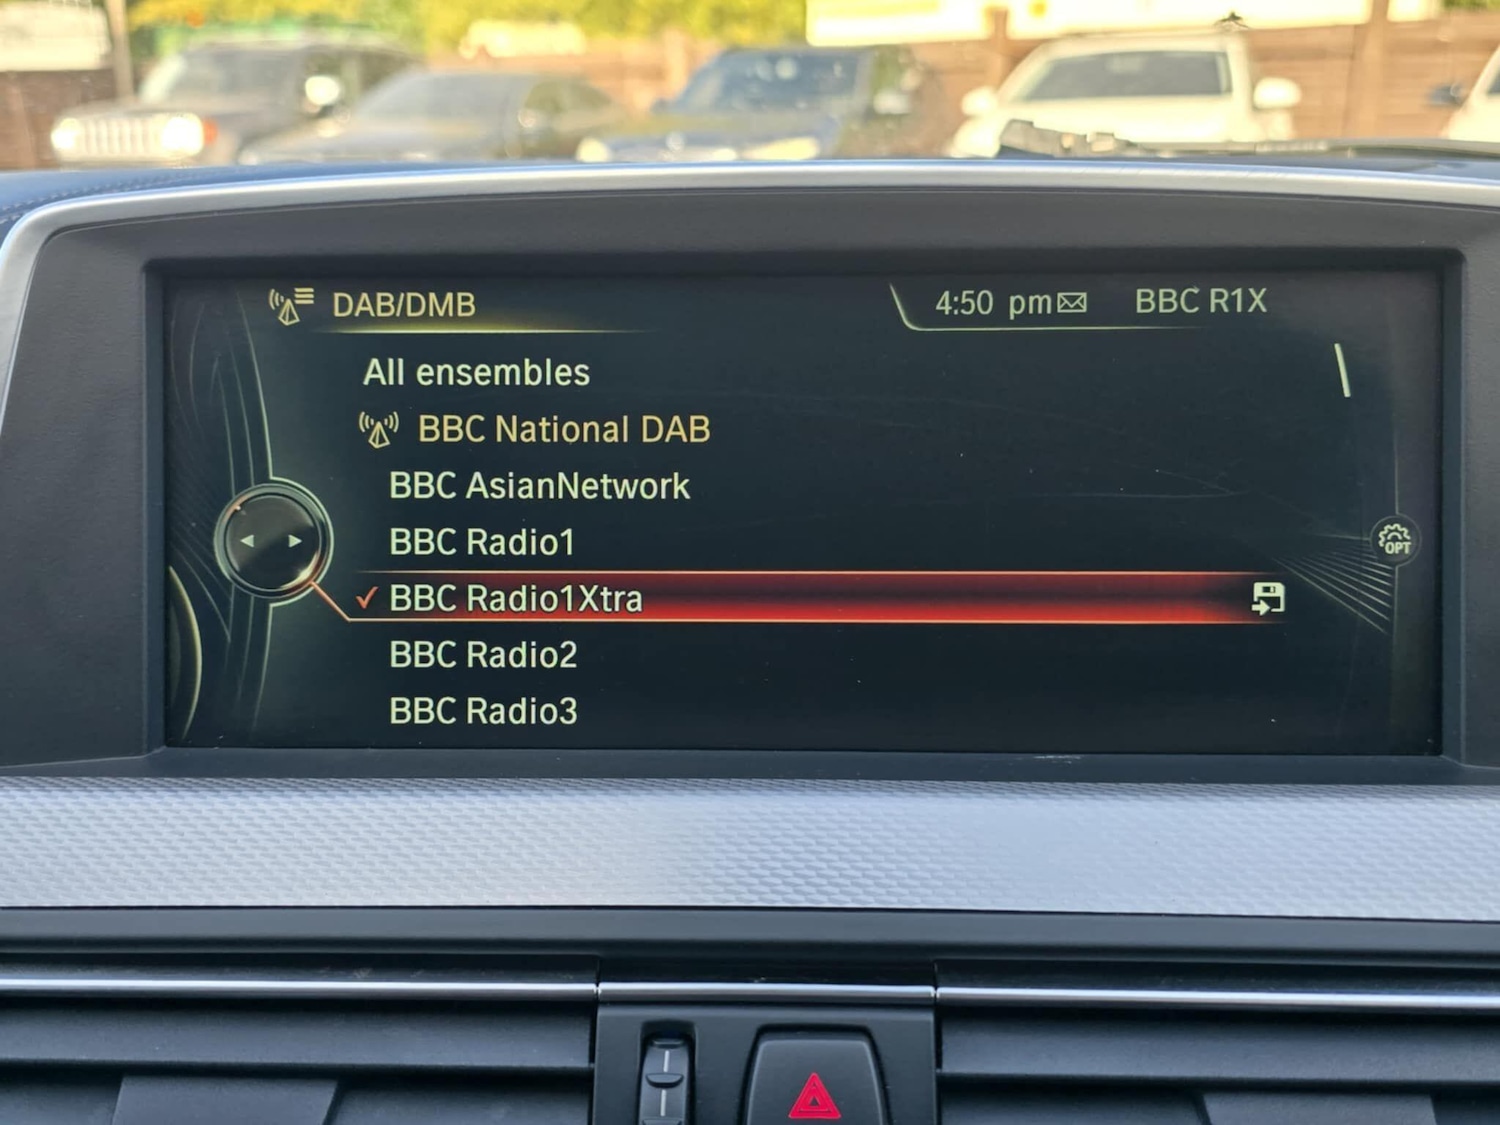 DAB/DMB
4:50 pm BBC R1X
All ensembles
BBC National DAB
BBC AsianNetwork
BBC Radio1
BBC Radio1Xtra
OPT
BBC Radio2
BBC Radio3